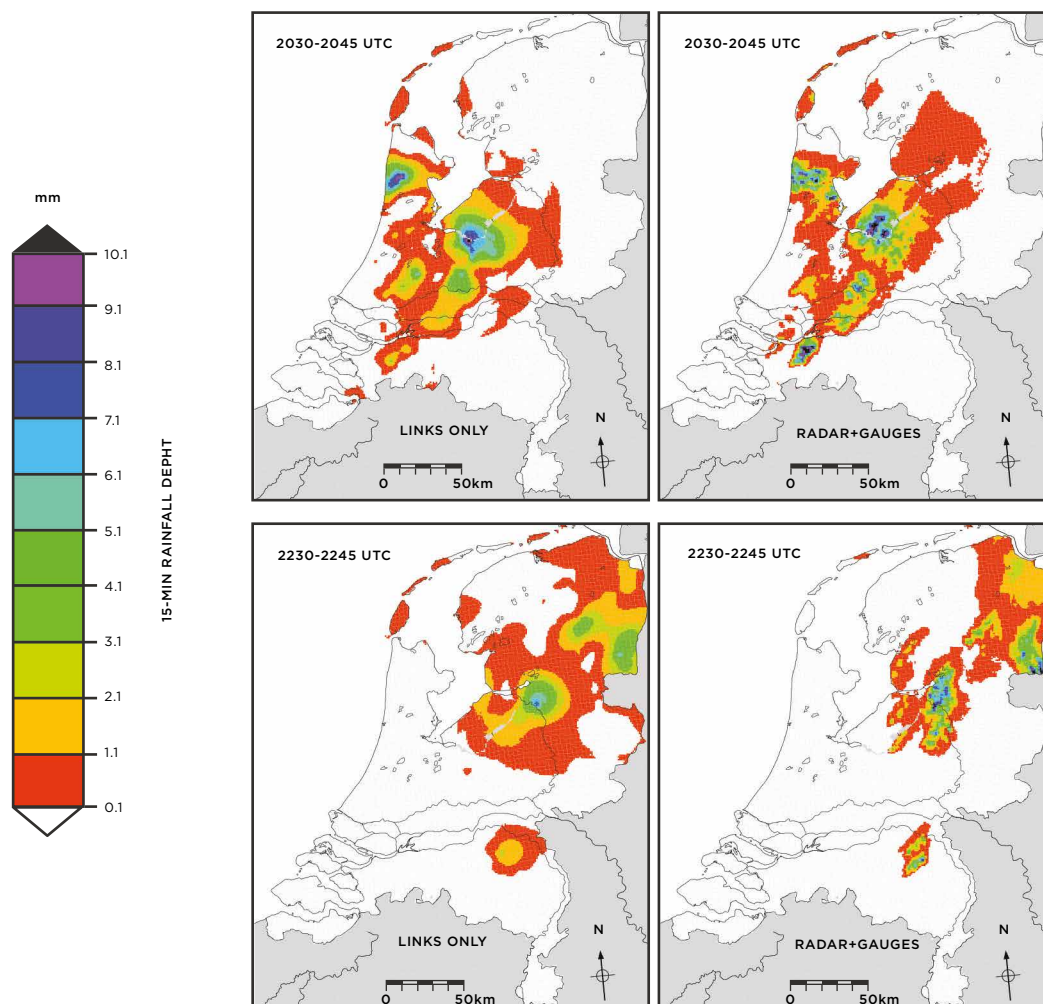 mm
10.1
9.1
8.1
7.1
6.1
5.1
4.1
3.1
2.1
1.1
0.1
15-MIN RAINFALL DEPHT
2030-2045 UTC
LINKS ONLY
N
0 50km
2030-2045 UTC
RADAR+GAUGES
N
0 50km
2230-2245 UTC
LINKS ONLY
N
0 50km
2230-2245 UTC
RADAR+GAUGES
N
0 50km